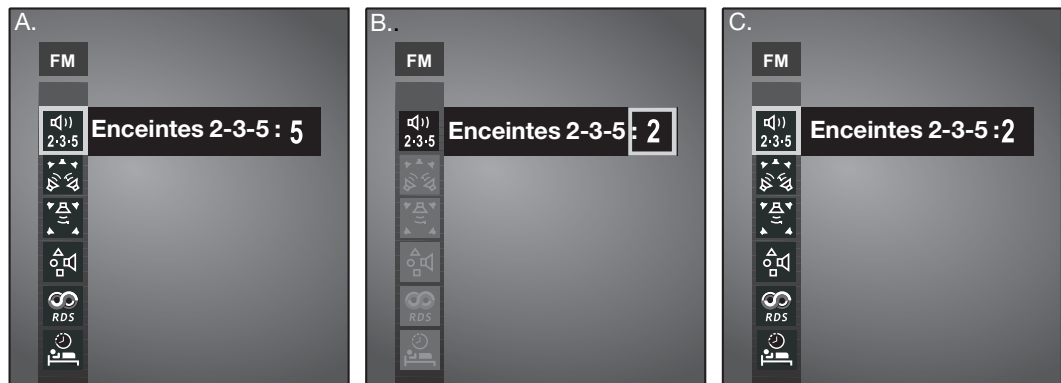 A.
FM
2·3·5
Enceintes 2-3-5 : 5
RDS
B..
FM
2·3·5
Enceintes 2-3-5 : 2
RDS
C.
FM
2·3·5
Enceintes 2-3-5 :2
RDS